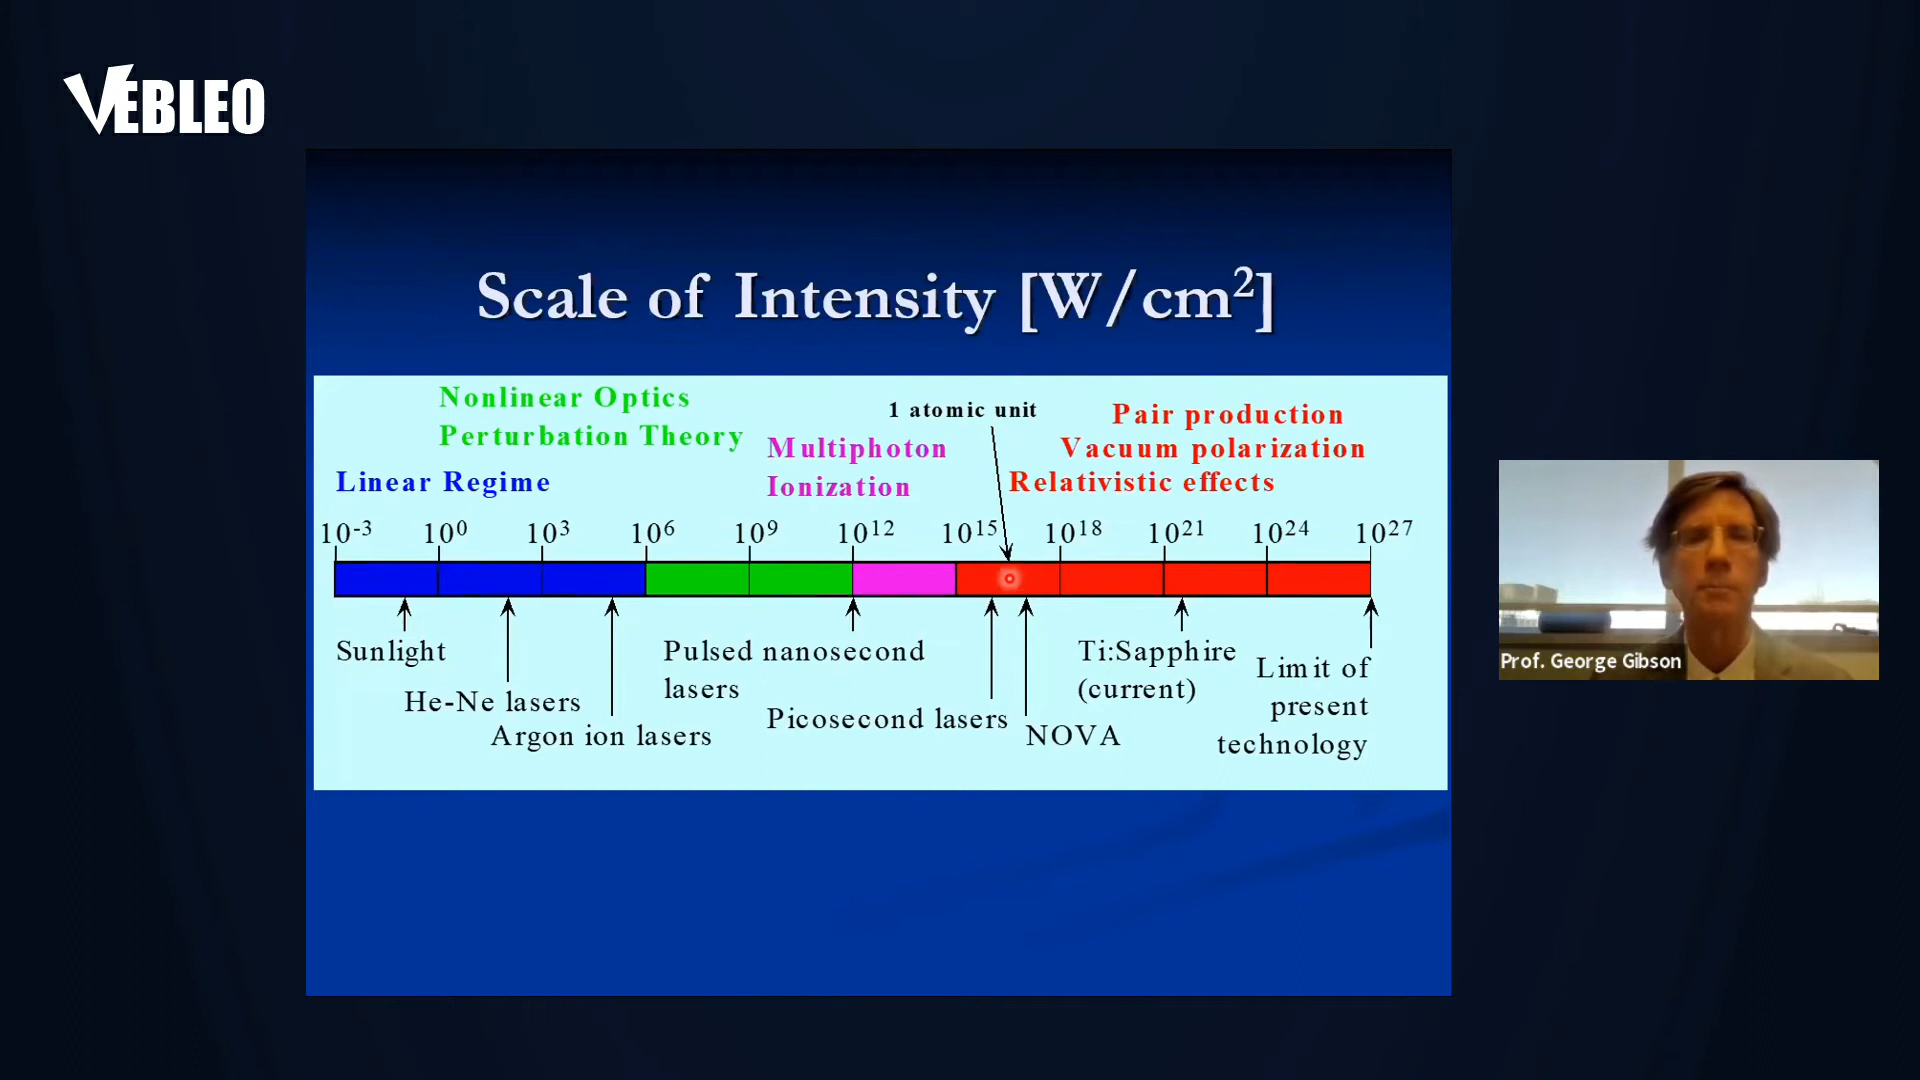 VEBLEO
Scale of Intensity [W/cm²]
Nonlinear Optics
Perturbation Theory
1 atomic unit
Pair production
Multiphoton
Vacuum polarization
Linear Regime
Ionization
Relativistic effects
10⁻³ 10⁰ 10³ 10⁶ 10⁹ 10¹² 10¹⁵ 10¹⁸ 10²¹ 10²⁴ 10²⁷
Sunlight
He-Ne lasers
Argon ion lasers
Pulsed nanosecond
lasers
Picosecond lasers
NOVA
Ti:Sapphire
(current)
Limit of
present
technology
Prof. George Gibson